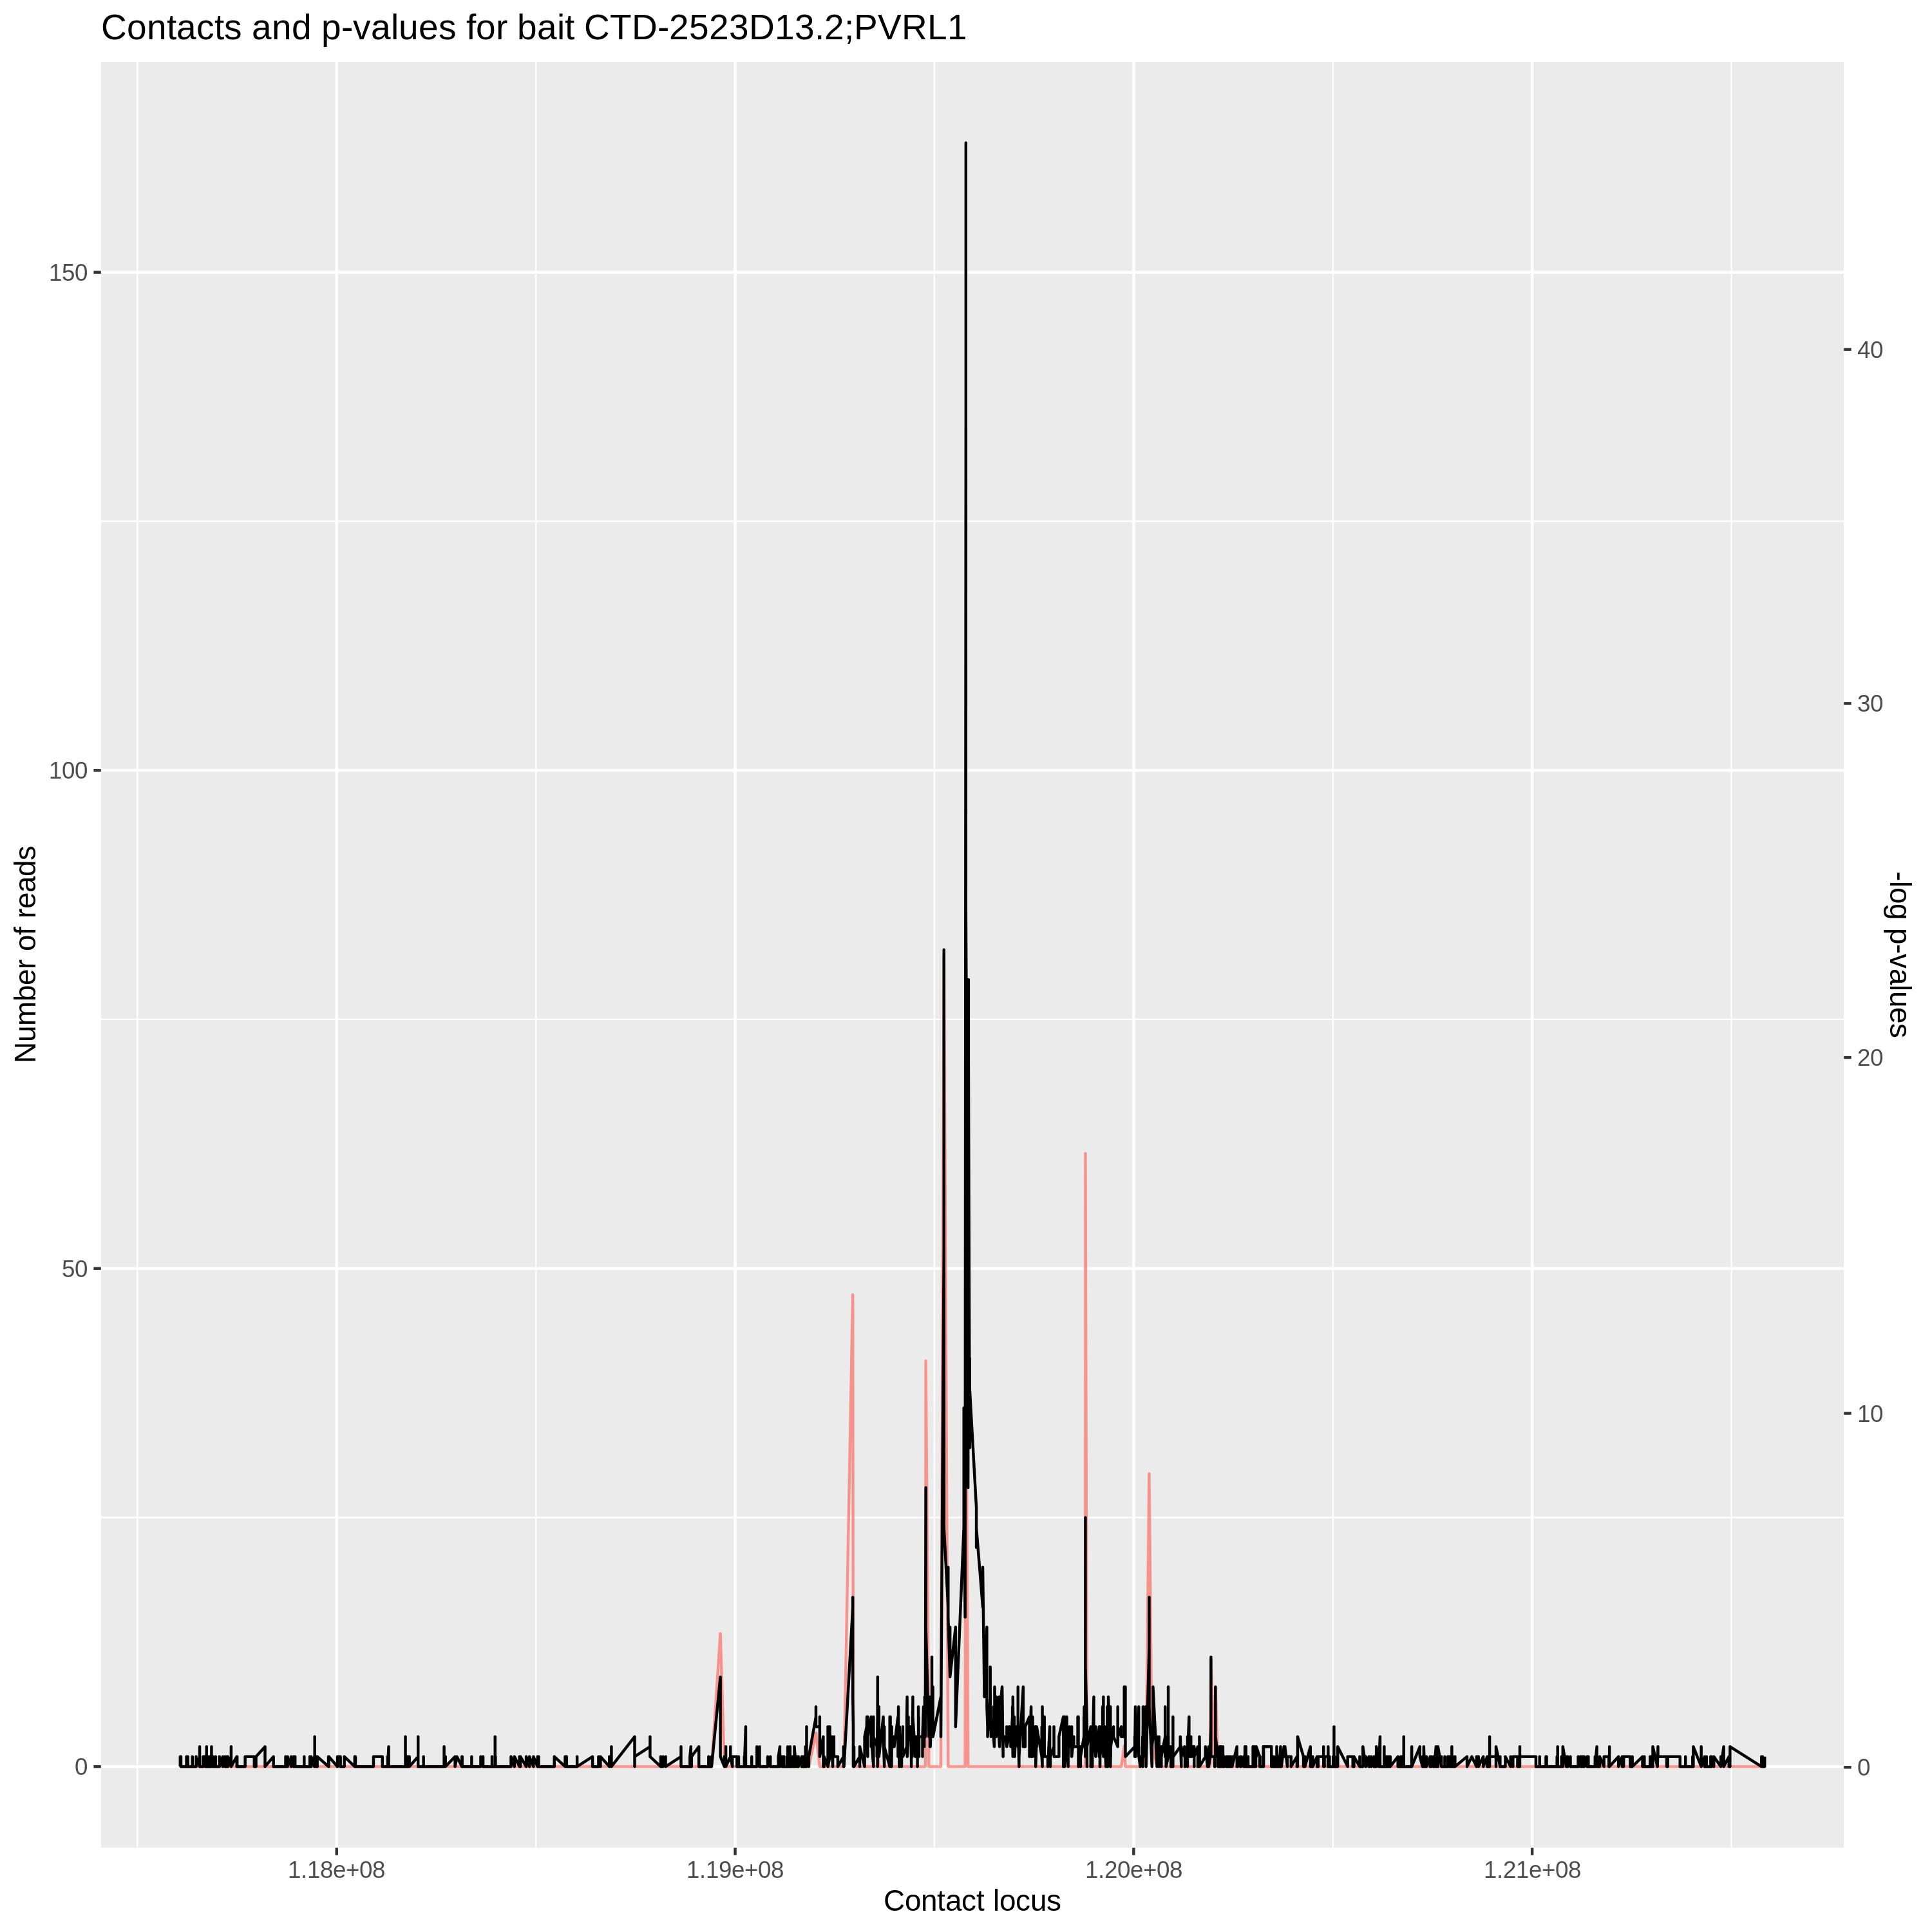 Contacts and p-values for bait CTD-2523D13.2;PVRL1
150
100
50
0
Number of reads
40
30
20
10
0
-log p-values
1.18e+08
1.19e+08
1.20e+08
1.21e+08
Contact locus